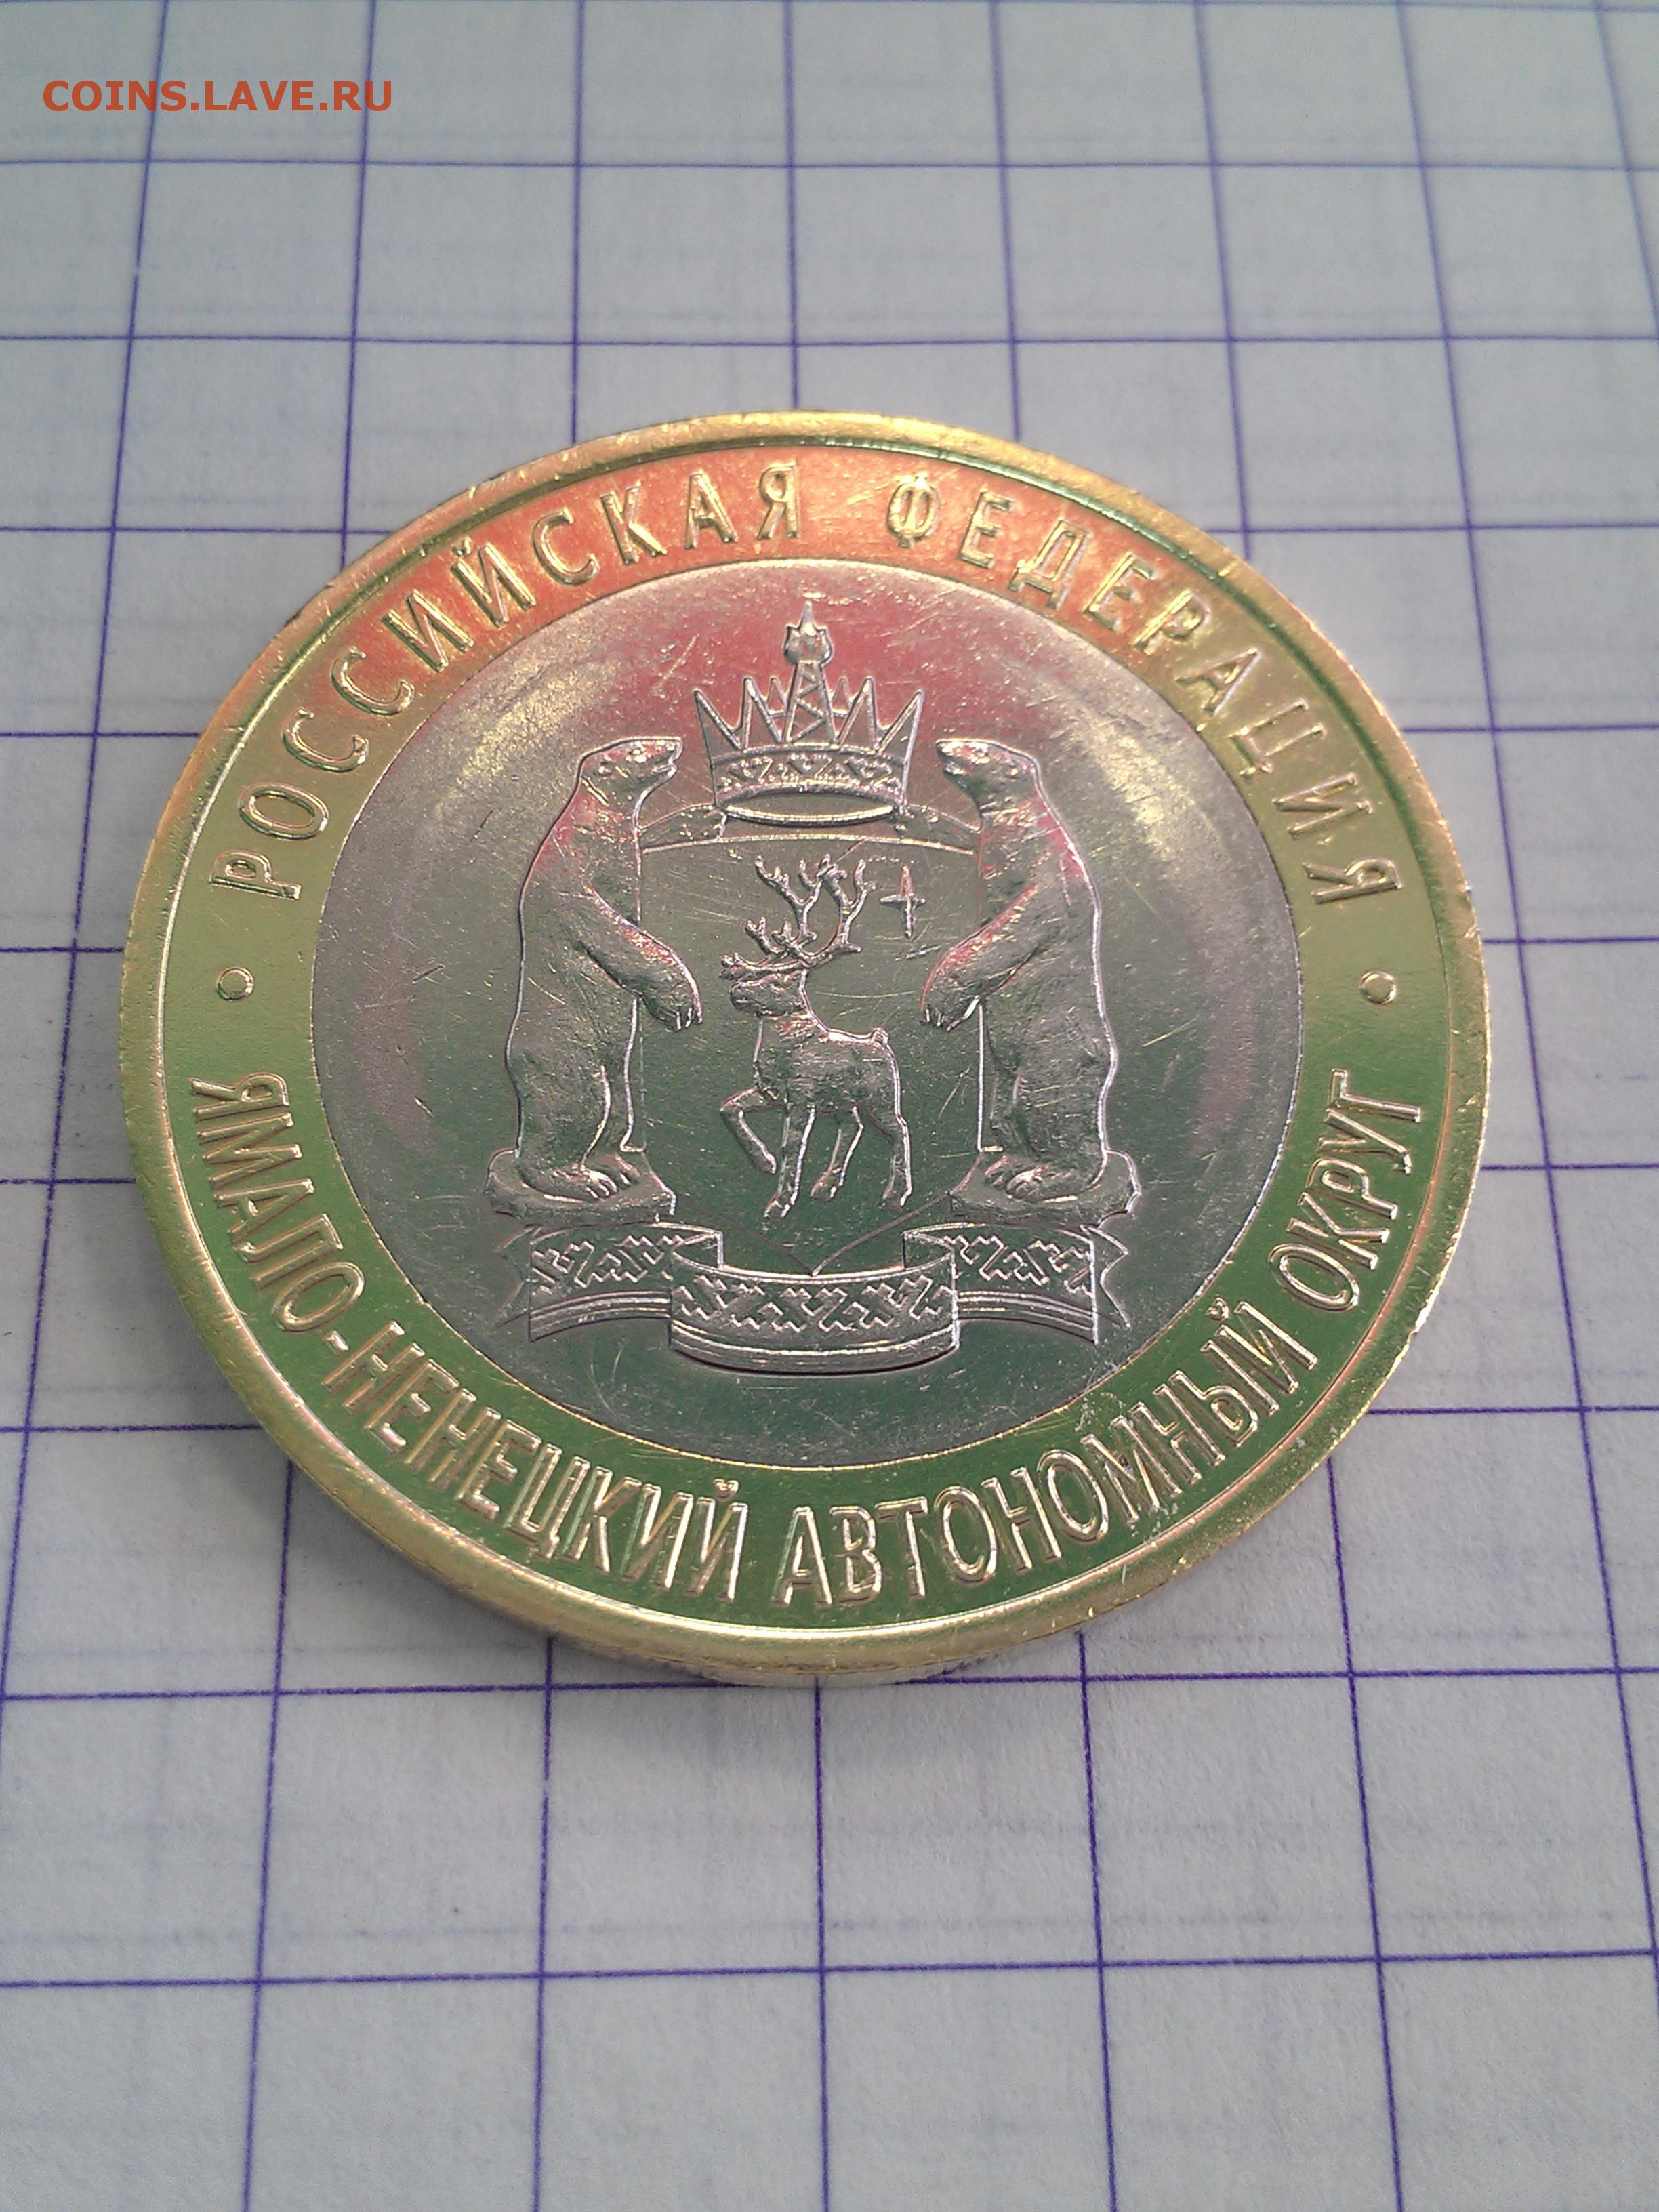 COINS.LAVE.RU
РОССИЙСКАЯ ФЕДЕРАЦИЯ
ЯМАЛО-НЕНЕЦКИЙ АВТОНОМНЫЙ ОКРУГ